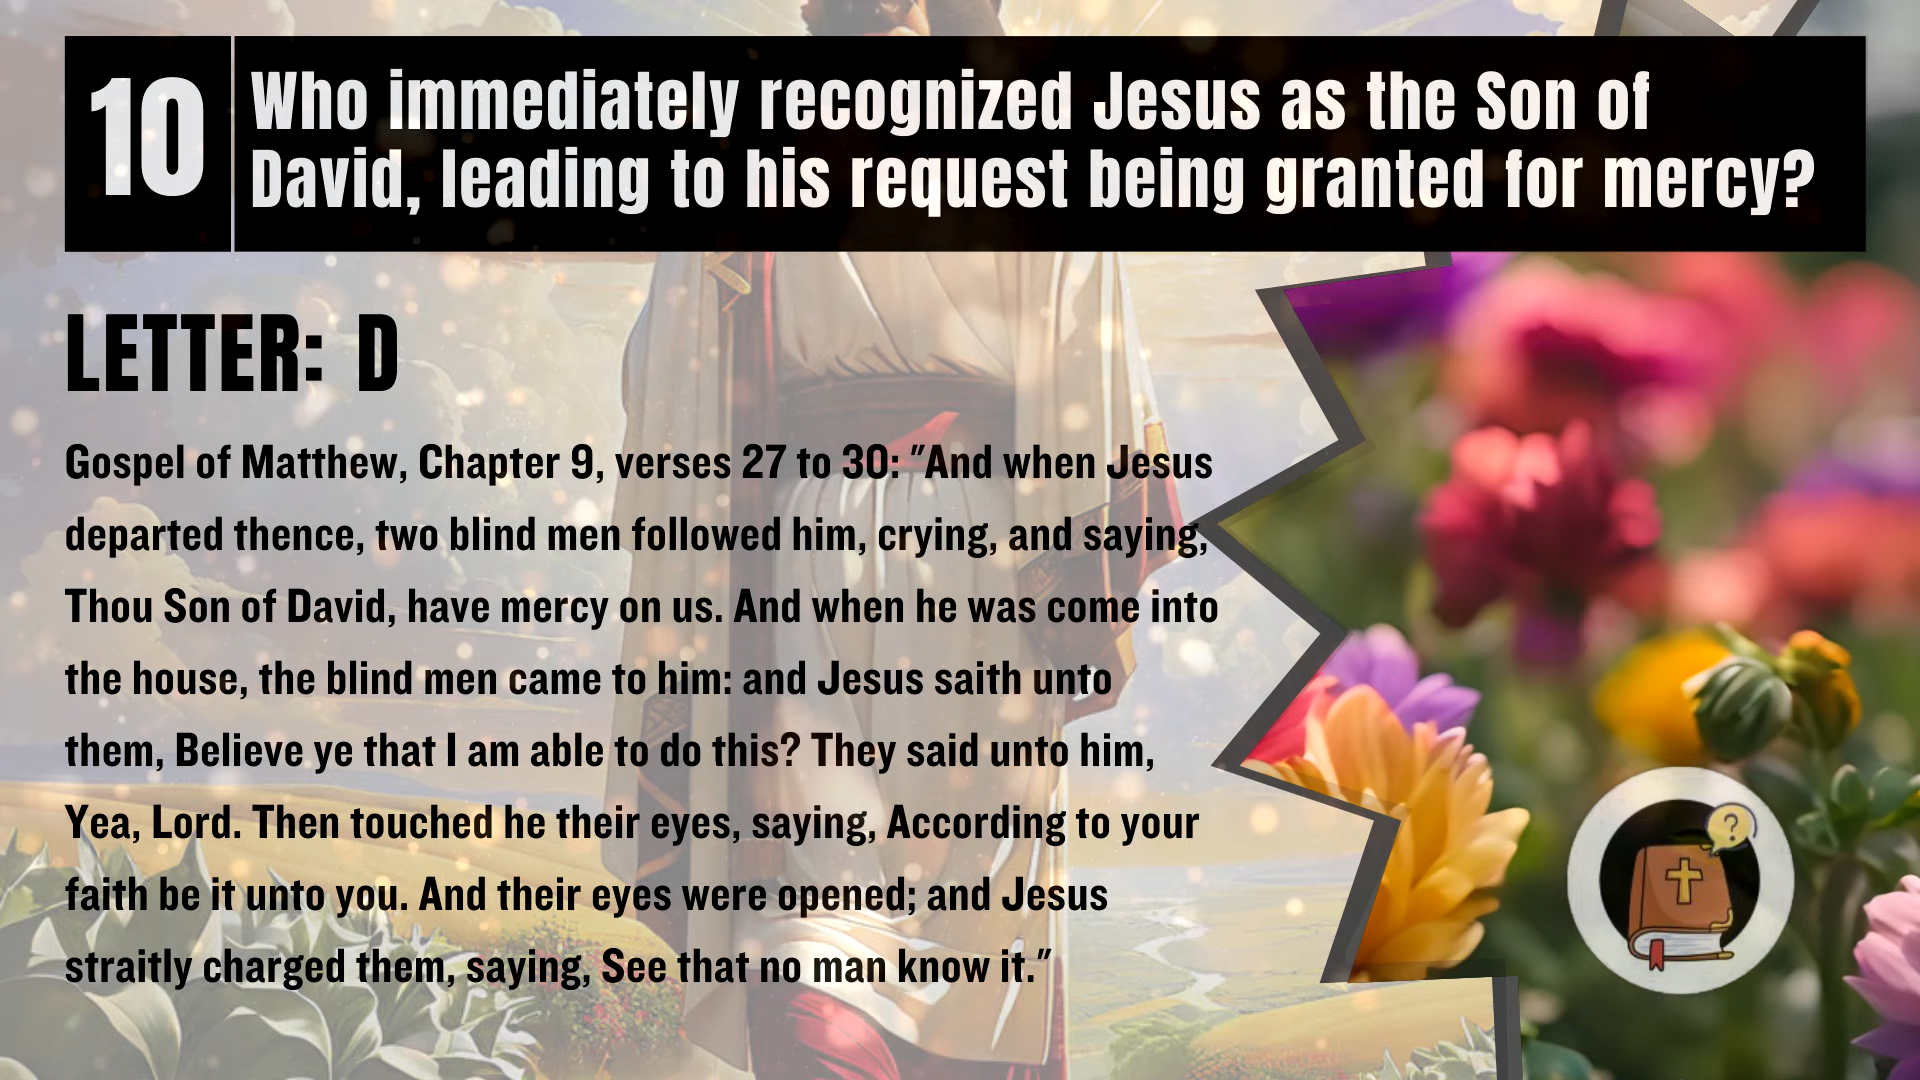 10
Who immediately recognized Jesus as the Son of
David, leading to his request being granted for mercy?
LETTER: D
Gospel of Matthew, Chapter 9, verses 27 to 30: "And when Jesus
departed thence, two blind men followed him, crying, and saying,
Thou Son of David, have mercy on us. And when he was come into
the house, the blind men came to him: and Jesus saith unto
them, Believe ye that I am able to do this? They said unto him,
Yea, Lord. Then touched he their eyes, saying, According to your
faith be it unto you. And their eyes were opened; and Jesus
straitly charged them, saying, See that no man know it."
?